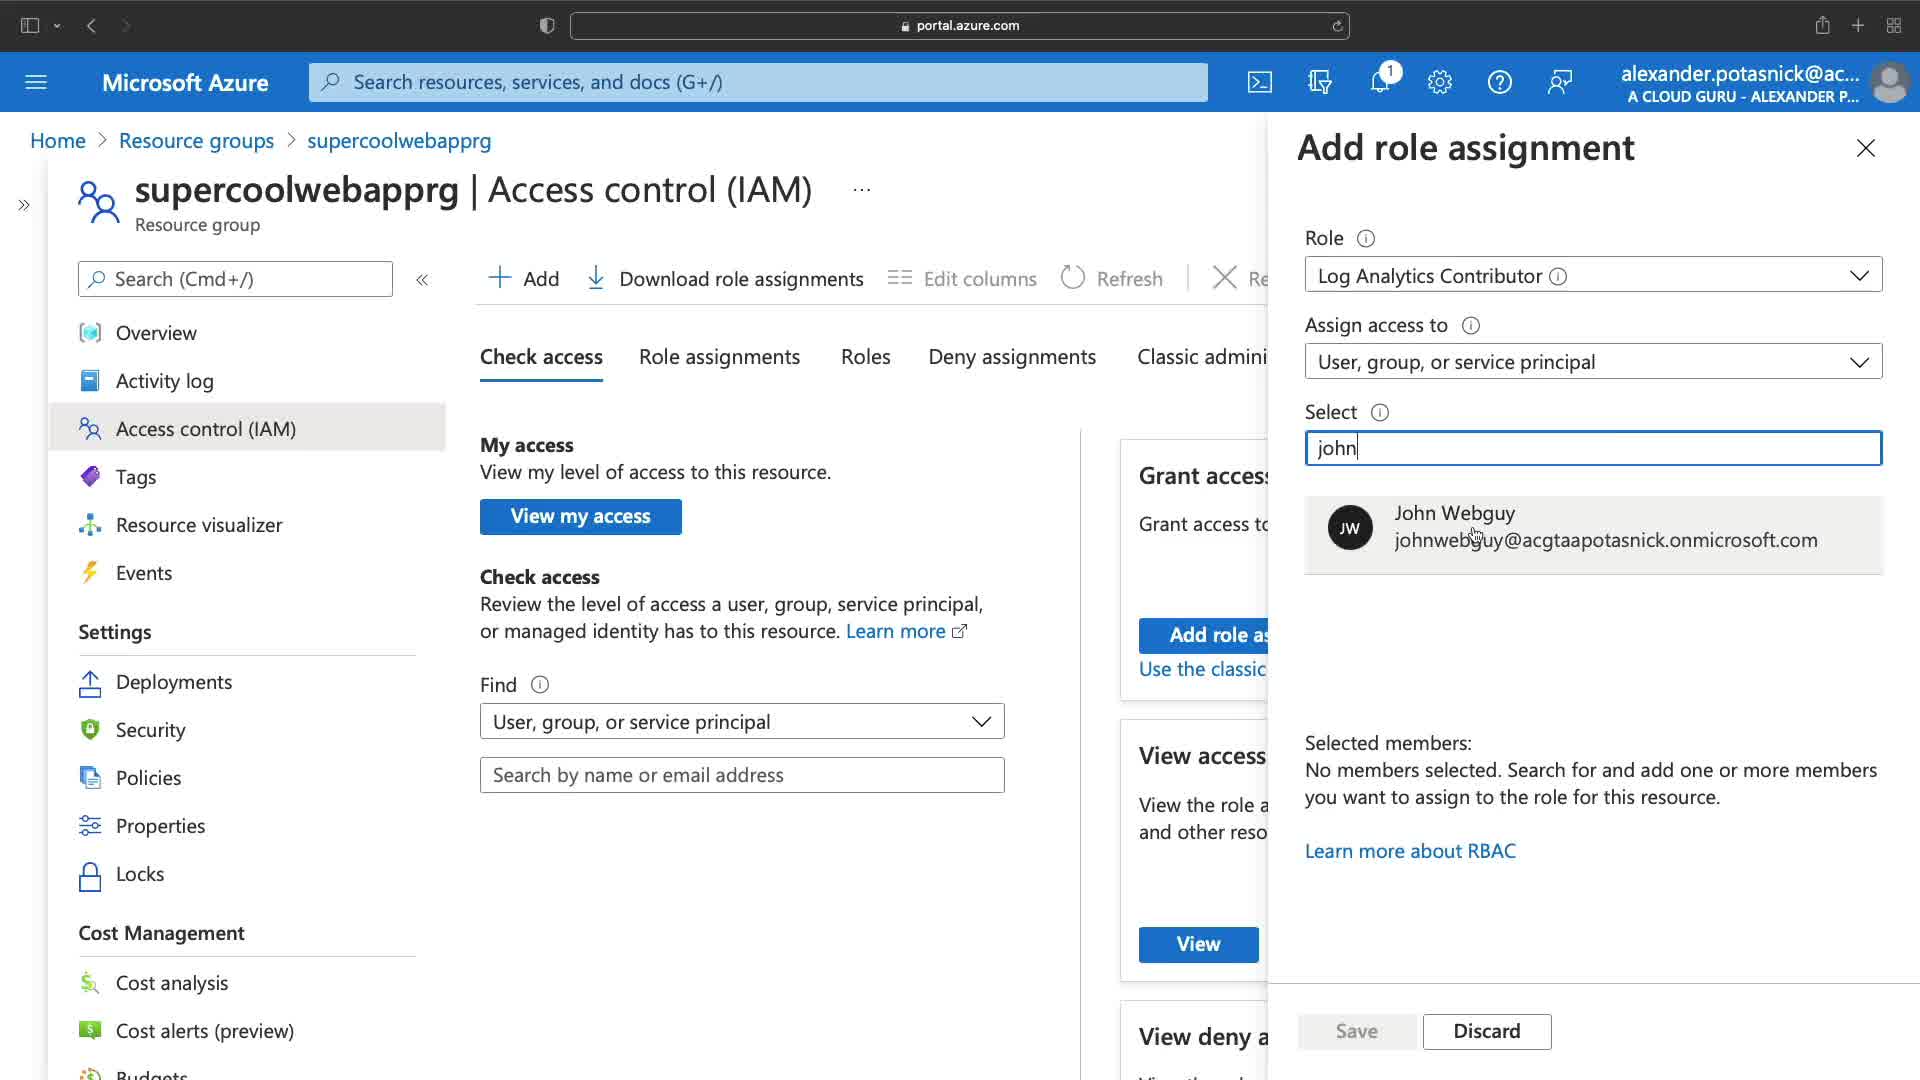 portal.azure.com
Microsoft Azure
Search resources, services, and docs (G+/)
1
alexander.potasnick@ac...
A CLOUD GURU - ALEXANDER P...
Home > Resource groups > supercoolwebapprg
supercoolwebapprg | Access control (IAM) ...
Resource group
Search (Cmd+/)
Overview
Activity log
Access control (IAM)
Tags
Resource visualizer
Events
Settings
Deployments
Security
Policies
Properties
Locks
Cost Management
Cost analysis
Cost alerts (preview)
Budgets
Add
Download role assignments
Edit columns
Refresh
Re
Check access
Role assignments
Roles
Deny assignments
Classic admini
My access
View my level of access to this resource.
View my access
Check access
Review the level of access a user, group, service principal,
or managed identity has to this resource. Learn more
Find
User, group, or service principal
Search by name or email address
Grant access
Grant access to
Add role as
Use the classic
View access
View the role a
and other reso
View
View deny a
Add role assignment
Role
Log Analytics Contributor
Assign access to
User, group, or service principal
Select
john
JW
John Webguy
johnwebguy@acgtaapotasnick.onmicrosoft.com
Selected members:
No members selected. Search for and add one or more members
you want to assign to the role for this resource.
Learn more about RBAC
Save
Discard